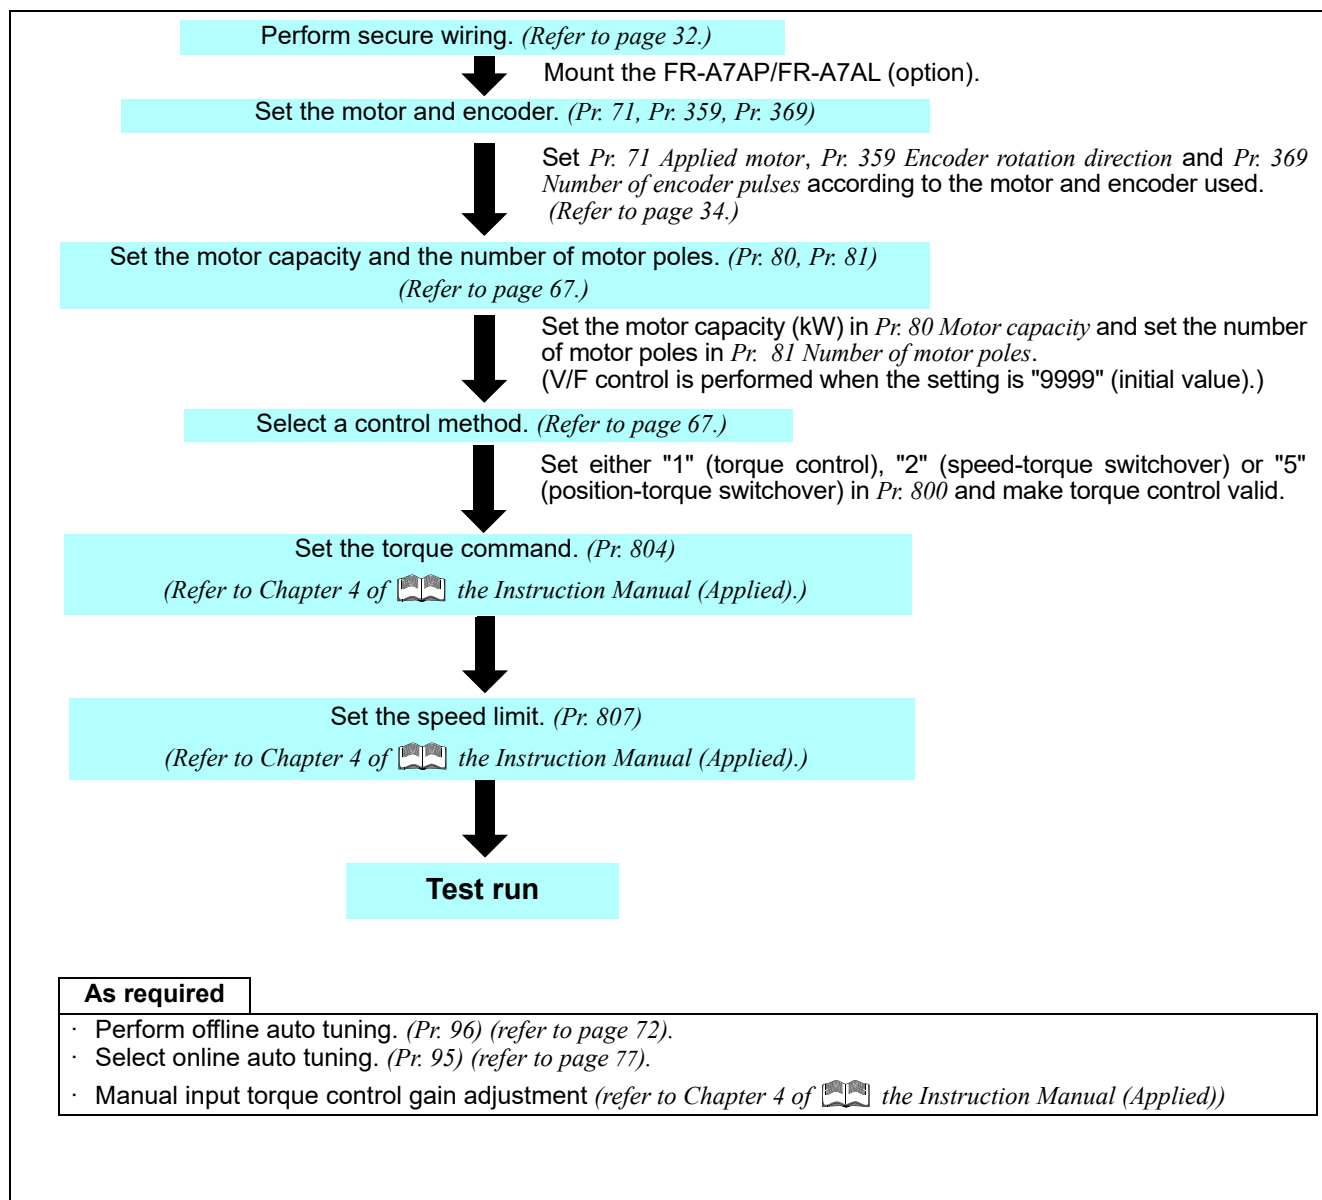 Perform secure wiring. (Refer to page 32.)
Mount the FR-A7AP/FR-A7AL (option).
Set the motor and encoder. (Pr. 71, Pr. 359, Pr. 369)
Set Pr. 71 Applied motor, Pr. 359 Encoder rotation direction and Pr. 369
Number of encoder pulses according to the motor and encoder used.
(Refer to page 34.)
Set the motor capacity and the number of motor poles. (Pr. 80, Pr. 81)
(Refer to page 67.)
Set the motor capacity (kW) in Pr. 80 Motor capacity and set the number
of motor poles in Pr. 81 Number of motor poles.
(V/F control is performed when the setting is "9999" (initial value).)
Select a control method. (Refer to page 67.)
Set either "1" (torque control), "2" (speed-torque switchover) or "5"
(position-torque switchover) in Pr. 800 and make torque control valid.
Set the torque command. (Pr. 804)
(Refer to Chapter 4 of the Instruction Manual (Applied).)
Set the speed limit. (Pr. 807)
(Refer to Chapter 4 of the Instruction Manual (Applied).)
Test run
As required
· Perform offline auto tuning. (Pr. 96) (refer to page 72).
· Select online auto tuning. (Pr. 95) (refer to page 77).
· Manual input torque control gain adjustment (refer to Chapter 4 of the Instruction Manual (Applied))